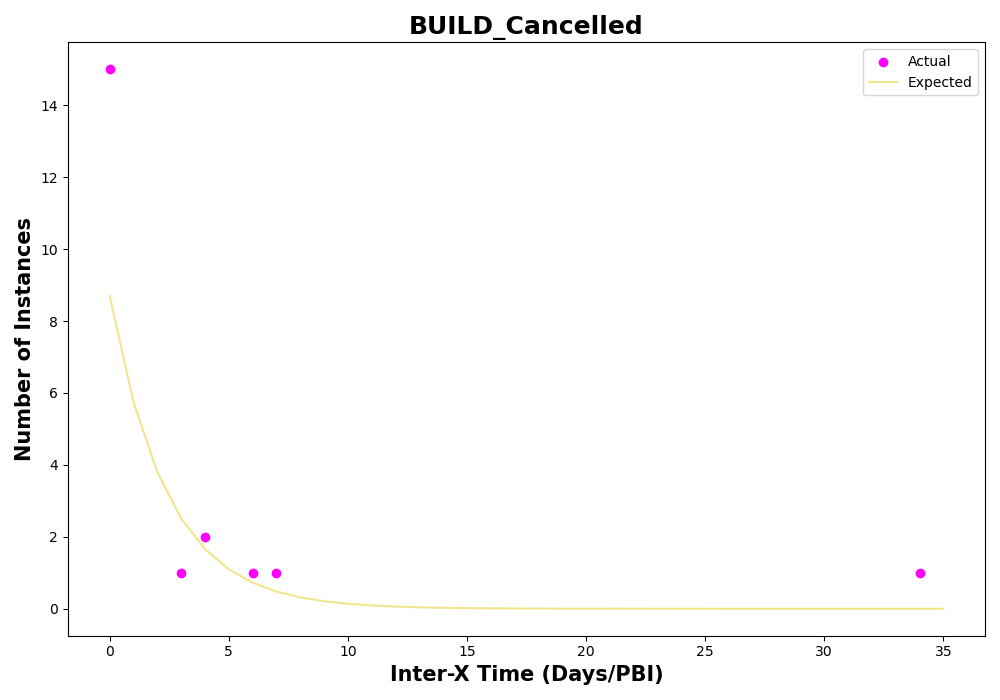 BUILD_Cancelled
Actual
Expected
Number of Instances
14
12
10
8
6
4
2
0
0 5 10 15 20 25 30 35
Inter-X Time (Days/PBI)